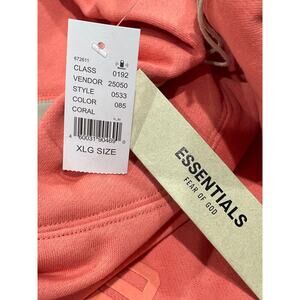 672611
CLASS 0192
VENDOR 25050
STYLE 0533
COLOR 085
CORAL
XLG SIZE
ESSENTIALS
FEAR OF GOD